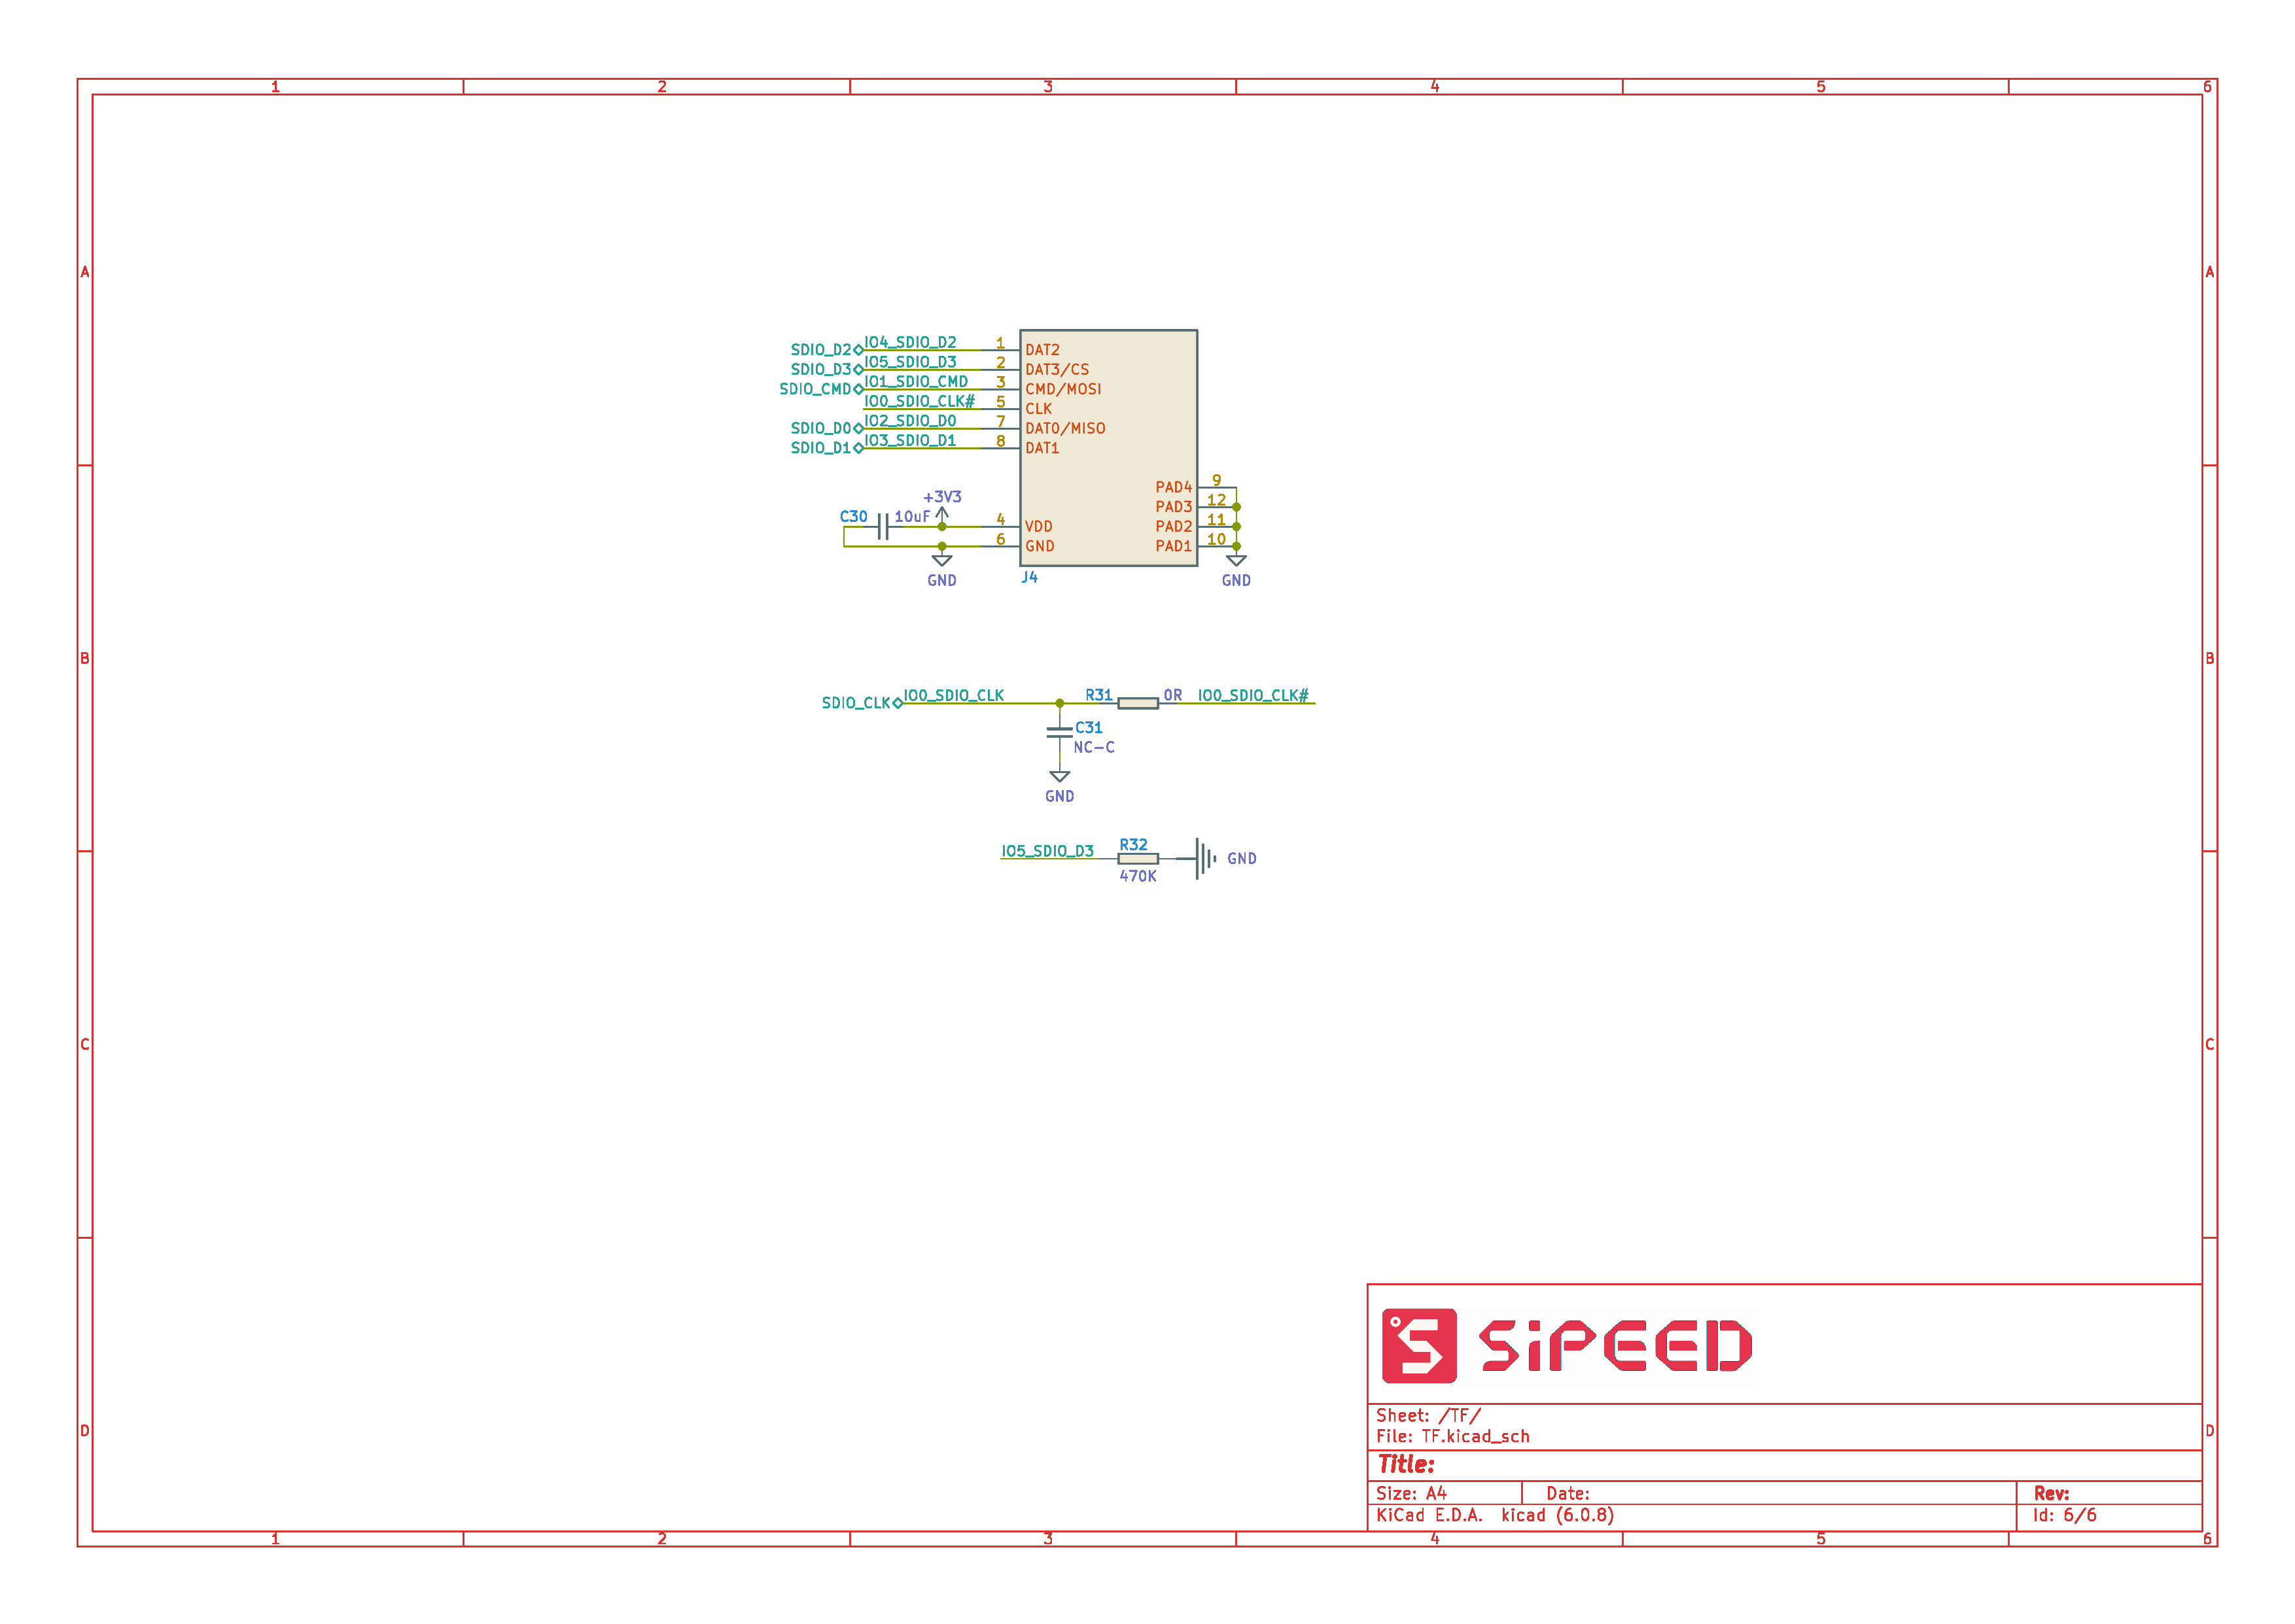 1 2 3 4 5 6
A A
SDIO_D2 IO4_SDIO_D2 1 DAT2
SDIO_D3 IO5_SDIO_D3 2 DAT3/CS
SDIO_CMD IO1_SDIO_CMD 3 CMD/MOSI
IO0_SDIO_CLK# 5 CLK
SDIO_D0 IO2_SDIO_D0 7 DAT0/MISO
SDIO_D1 IO3_SDIO_D1 8 DAT1
PAD4 9
+3V3
PAD3 12
C30 10uF 4 VDD
PAD2 11
6 GND
PAD1 10
GND J4 GND
B B
SDIO_CLK IO0_SDIO_CLK R31 0R IO0_SDIO_CLK#
C31
NC-C
GND
IO5_SDIO_D3 R32 GND
470K
C C
SiPEED
Sheet: /TF/
File: TF.kicad_sch
D D
Title:
Size: A4 Date: Rev:
KiCad E.D.A. kicad (6.0.8) Id: 6/6
1 2 3 4 5 6